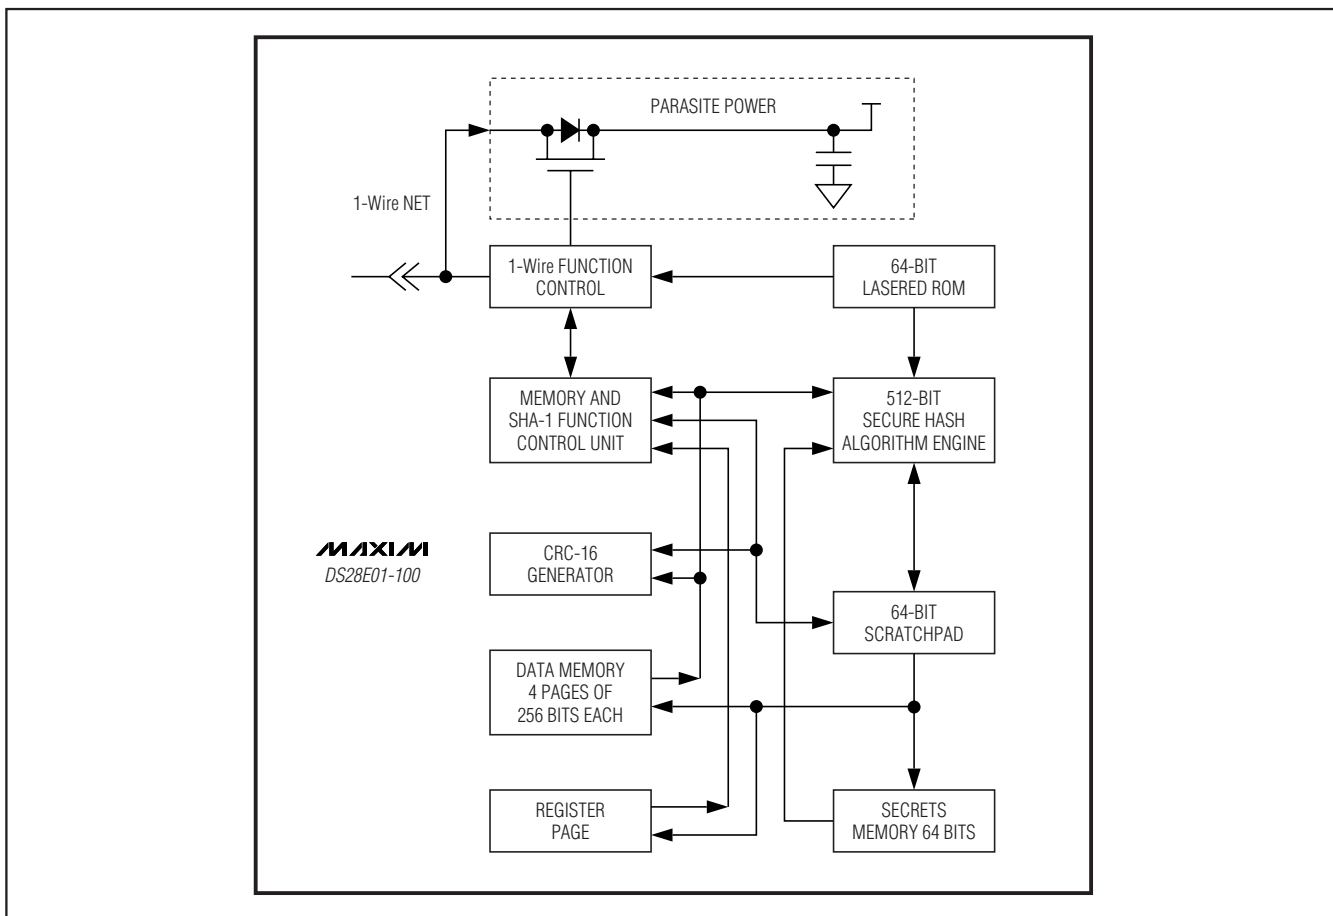 PARASITE POWER
1-Wire NET
1-Wire FUNCTION
CONTROL
64-BIT
LASERED ROM
MEMORY AND
SHA-1 FUNCTION
CONTROL UNIT
512-BIT
SECURE HASH
ALGORITHM ENGINE
MAXIM
DS28E01-100
CRC-16
GENERATOR
64-BIT
SCRATCHPAD
DATA MEMORY
4 PAGES OF
256 BITS EACH
REGISTER
PAGE
SECRETS
MEMORY 64 BITS